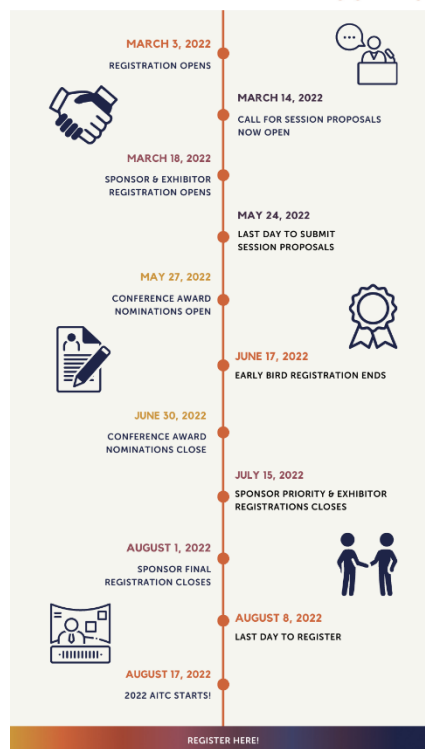 MARCH 3, 2022
REGISTRATION OPENS
MARCH 14, 2022
CALL FOR SESSION PROPOSALS
NOW OPEN
MARCH 18, 2022
SPONSOR & EXHIBITOR
REGISTRATION OPENS
MAY 24, 2022
LAST DAY TO SUBMIT
SESSION PROPOSALS
MAY 27, 2022
CONFERENCE AWARD
NOMINATIONS OPEN
JUNE 17, 2022
EARLY BIRD REGISTRATION ENDS
JUNE 30, 2022
CONFERENCE AWARD
NOMINATIONS CLOSE
JULY 15, 2022
SPONSOR PRIORITY & EXHIBITOR
REGISTRATIONS CLOSES
AUGUST 1, 2022
SPONSOR FINAL
REGISTRATION CLOSES
AUGUST 8, 2022
LAST DAY TO REGISTER
AUGUST 17, 2022
2022 AITC STARTS!
REGISTER HERE!